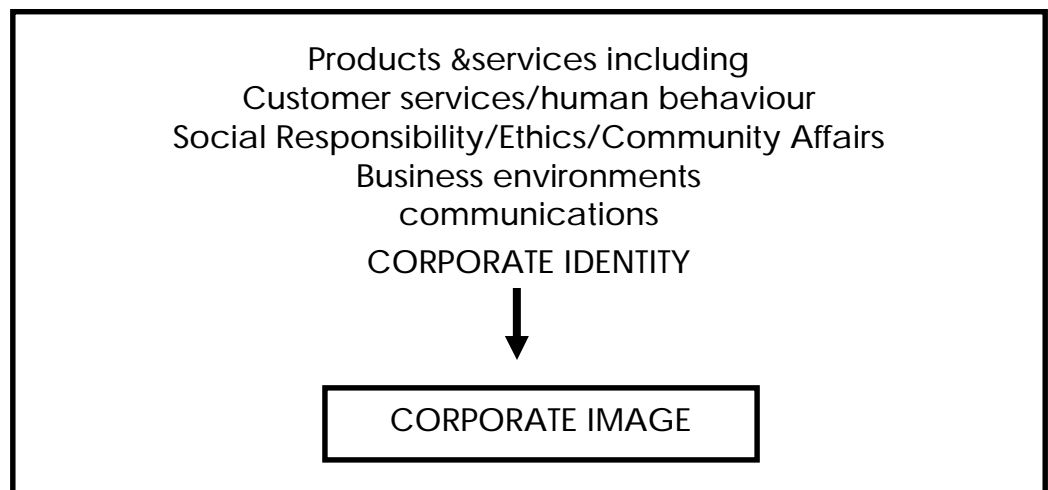 Products &services including
Customer services/human behaviour
Social Responsibility/Ethics/Community Affairs
Business environments
communications
CORPORATE IDENTITY
CORPORATE IMAGE